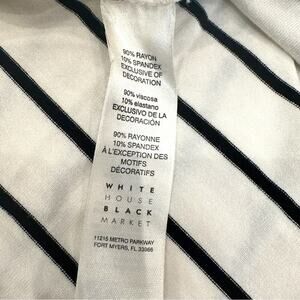 90% RAYON
10% SPANDEX
EXCLUSIVE OF
DECORATION
90% viscosa
10% elastano
EXCLUSIVO DE LA
DECORACIÓN
90% RAYONNE
10% SPANDEX
À L'EXCEPTION DES
MOTIFS
DÉCORATIFS
WHITE
HOUSE
BLACK
MARKET
11215 METRO PARKWAY
FORT MYERS, FL 33966